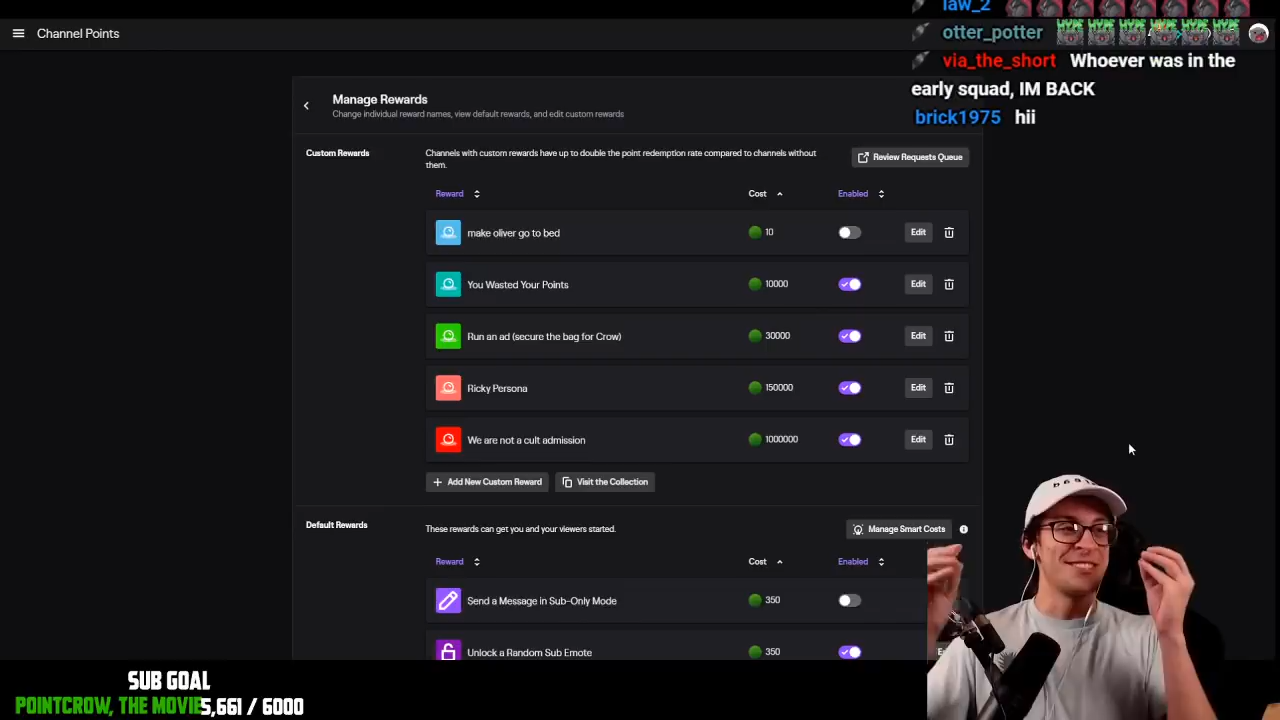 law_2
Channel Points
otter_potter
via_the_short Whoever was in the
early squad, IM BACK
brick1975 hii
Manage Rewards
Change individual reward names, view default rewards, and edit custom rewards
Custom Rewards
Channels with custom rewards have up to double the point redemption rate compared to channels without
them.
Review Requests Queue
Reward Cost Enabled
make oliver go to bed 10 Edit
You Wasted Your Points 10000 Edit
Run an ad (secure the bag for Crow) 30000 Edit
Ricky Persona 150000 Edit
We are not a cult admission 1000000 Edit
+ Add New Custom Reward Visit the Collection
Default Rewards
These rewards can get you and your viewers started.
Manage Smart Costs
Reward Cost Enabled
Send a Message in Sub-Only Mode 350
Unlock a Random Sub Emote 350
SUB GOAL
POINTCROW, THE MOVIE 5,661 / 6000